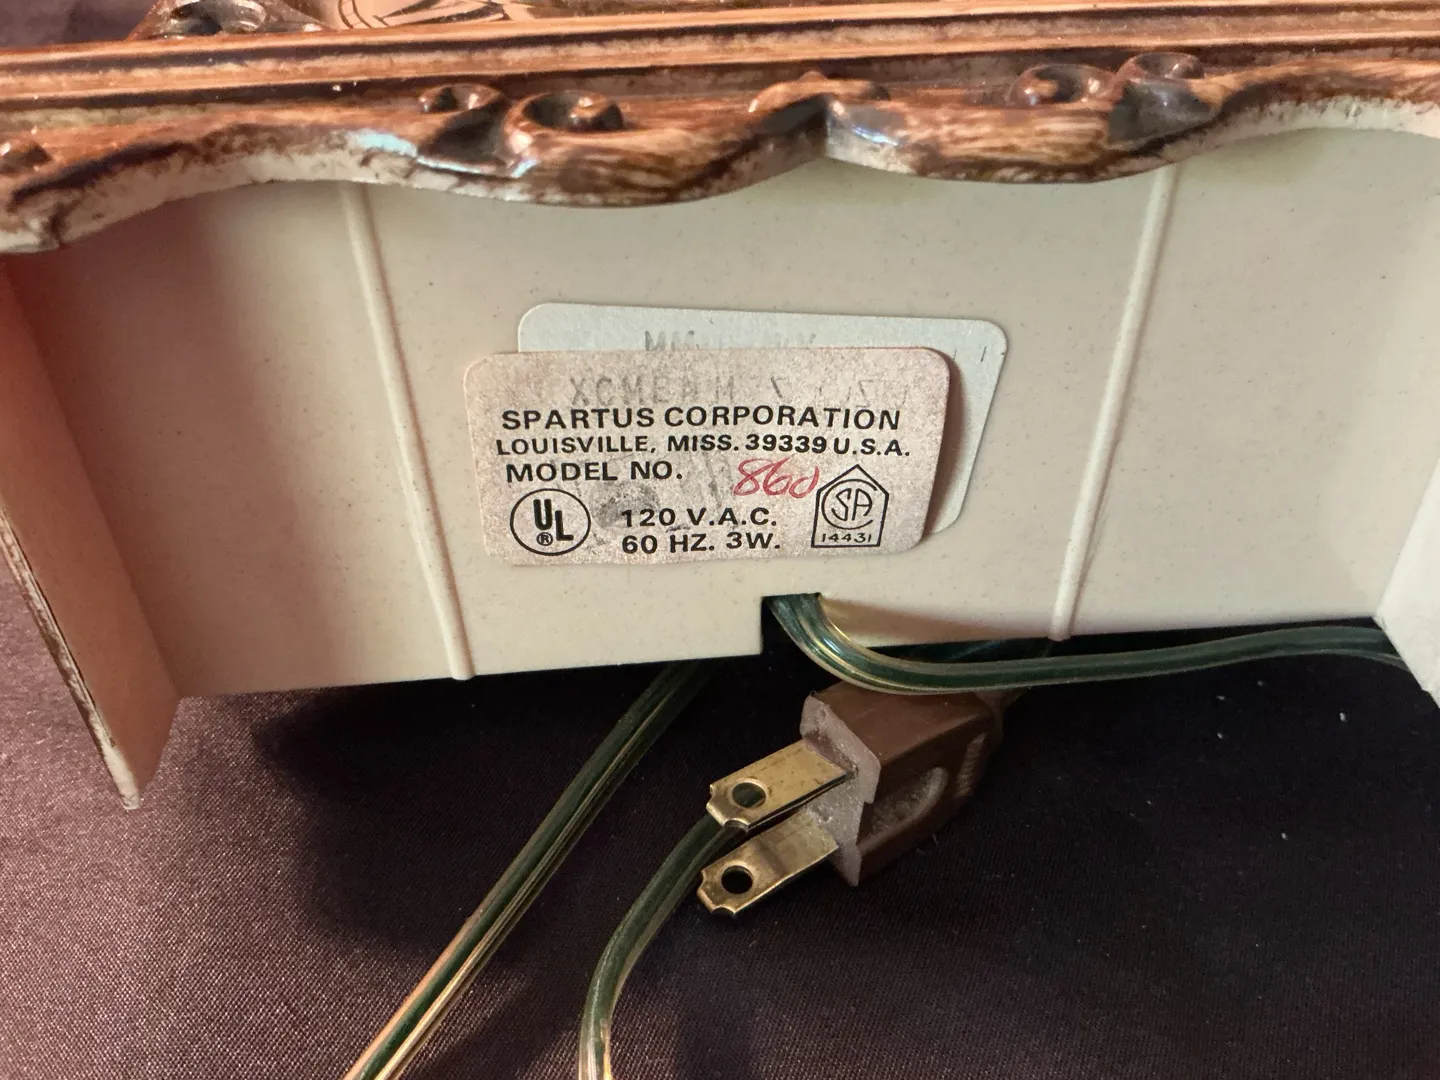 SPARTUS CORPORATION
LOUISVILLE, MISS. 39339 U.S.A.
MODEL NO. 860
UL
®
120 V.A.C.
60 HZ. 3W.
SA
14431